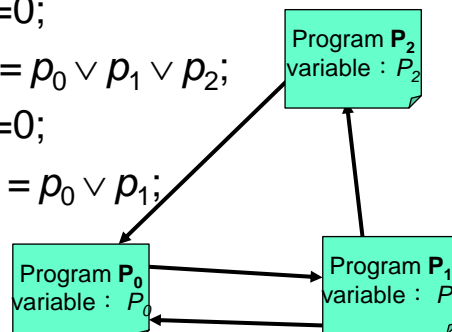 =0;
= p₀ ∨ p₁ ∨ p₂;
=0;
= p₀ ∨ p₁;
Program P₂
variable : P₂
Program P₀
variable : P₀
Program P₁
variable : P